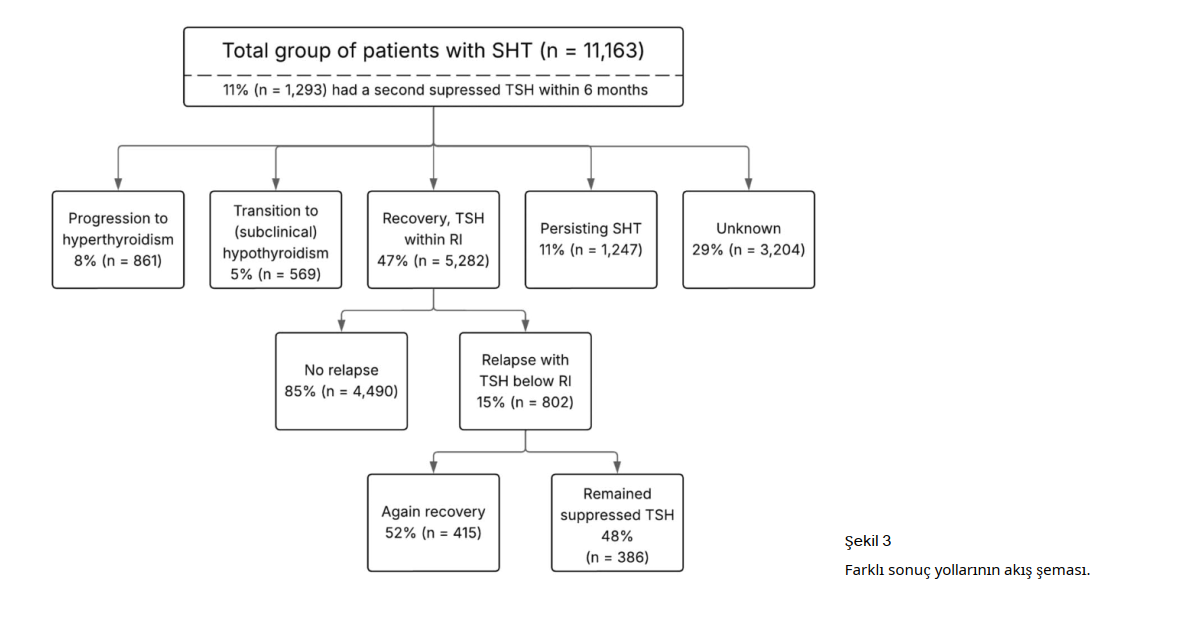 Total group of patients with SHT (n = 11,163)
11% (n = 1,293) had a second supressed TSH within 6 months
Progression to
hyperthyroidism
8% (n = 861)
Transition to
(subclinical)
hypothyroidism
5% (n = 569)
Recovery, TSH
within RI
47% (n = 5,282)
Persisting SHT
11% (n = 1,247)
Unknown
29% (n = 3,204)
No relapse
85% (n = 4,490)
Relapse with
TSH below RI
15% (n = 802)
Again recovery
52% (n = 415)
Remained
suppressed TSH
48%
(n = 386)
Şekil 3
Farklı sonuç yollarının akış şeması.